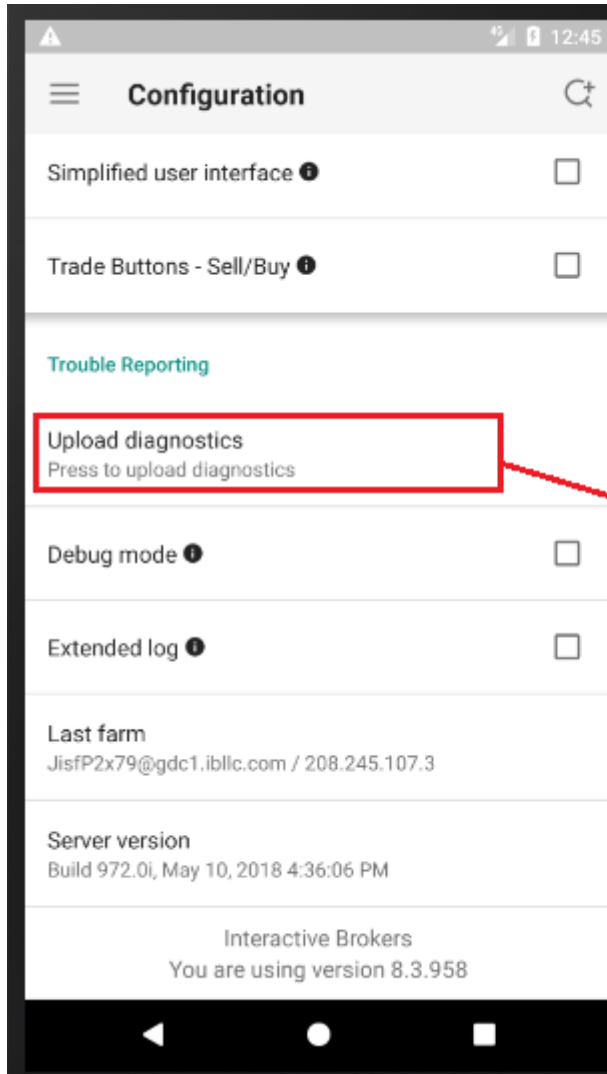 12:45
Configuration
Simplified user interface
Trade Buttons - Sell/Buy
Trouble Reporting
Upload diagnostics
Press to upload diagnostics
Debug mode
Extended log
Last farm
JisfP2x79@gdc1.ibllc.com / 208.245.107.3
Server version
Build 972.0i, May 10, 2018 4:36:06 PM
Interactive Brokers
You are using version 8.3.958